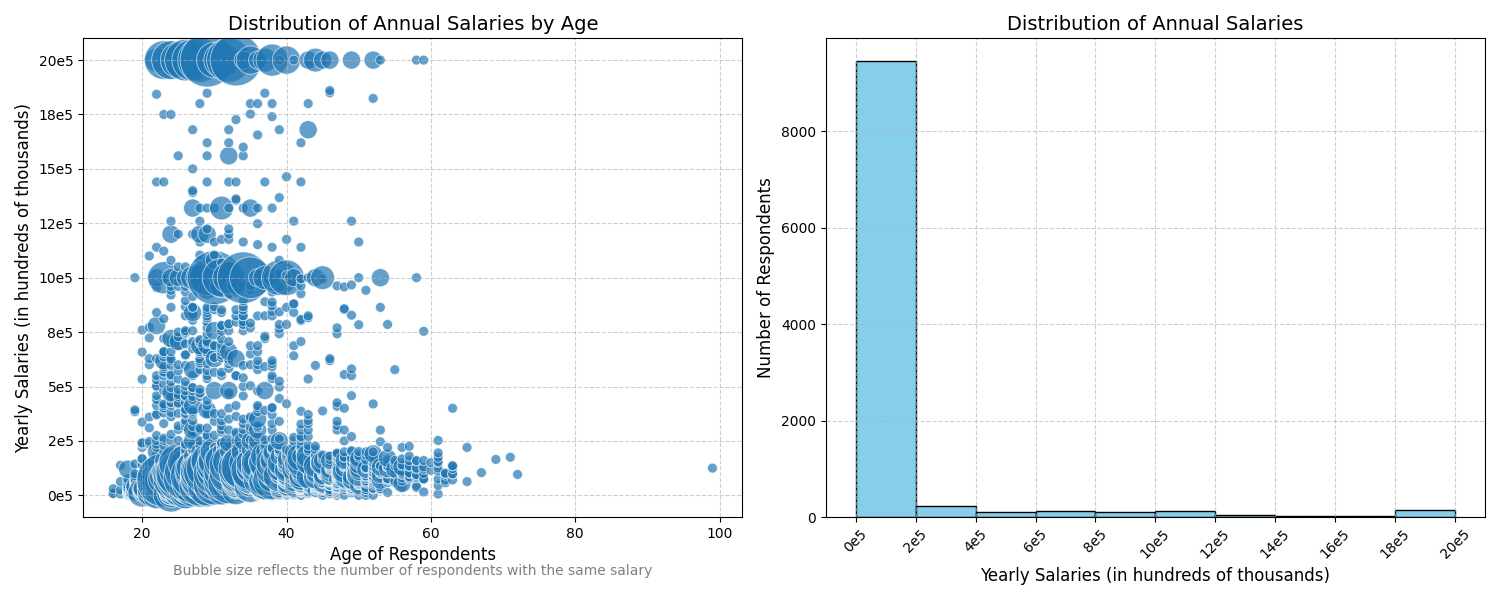 Distribution of Annual Salaries by Age
Yearly Salaries (in hundreds of thousands)
20e5
18e5
15e5
12e5
10e5
8e5
5e5
2e5
0e5
20
40
60
80
100
Age of Respondents
Bubble size reflects the number of respondents with the same salary
Distribution of Annual Salaries
Number of Respondents
8000
6000
4000
2000
0
0e5
2e5
4e5
6e5
8e5
10e5
12e5
14e5
16e5
18e5
20e5
Yearly Salaries (in hundreds of thousands)